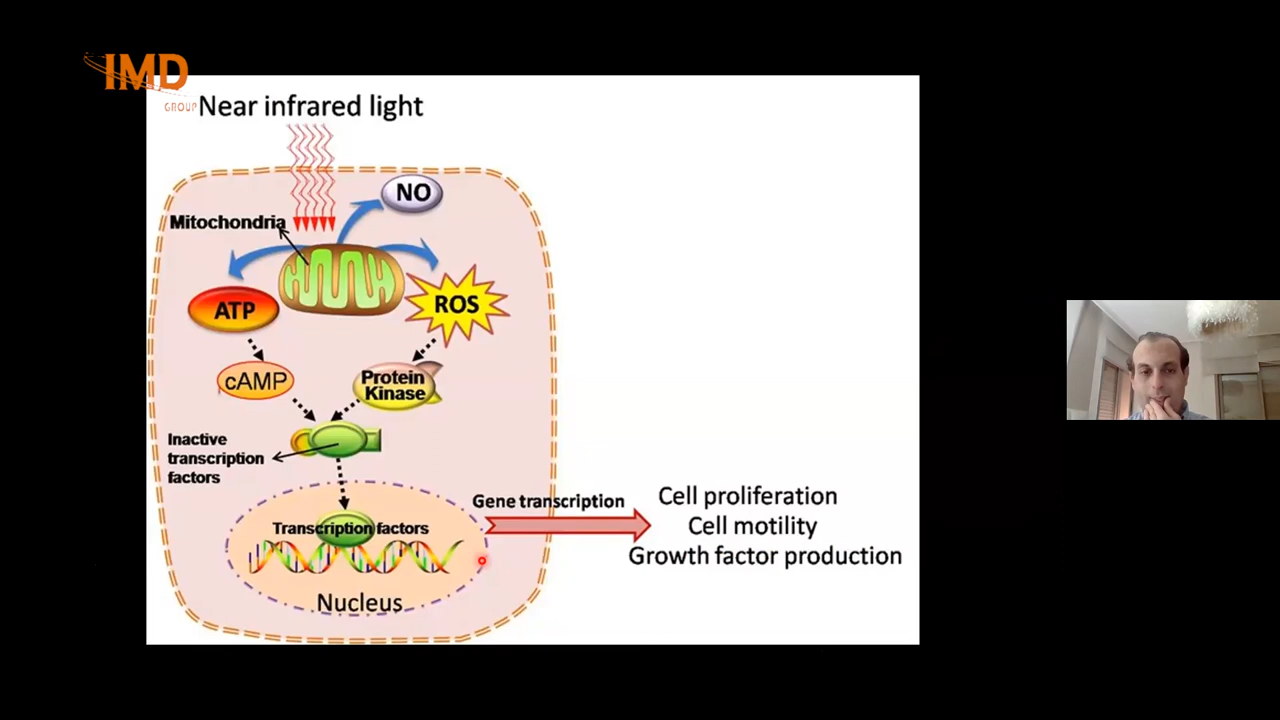 IMD
GROUP
Near infrared light
NO
Mitochondria
ATP
ROS
cAMP
Protein
Kinase
Inactive
transcription
factors
Gene transcription
Cell proliferation
Cell motility
Growth factor production
Transcription factors
Nucleus